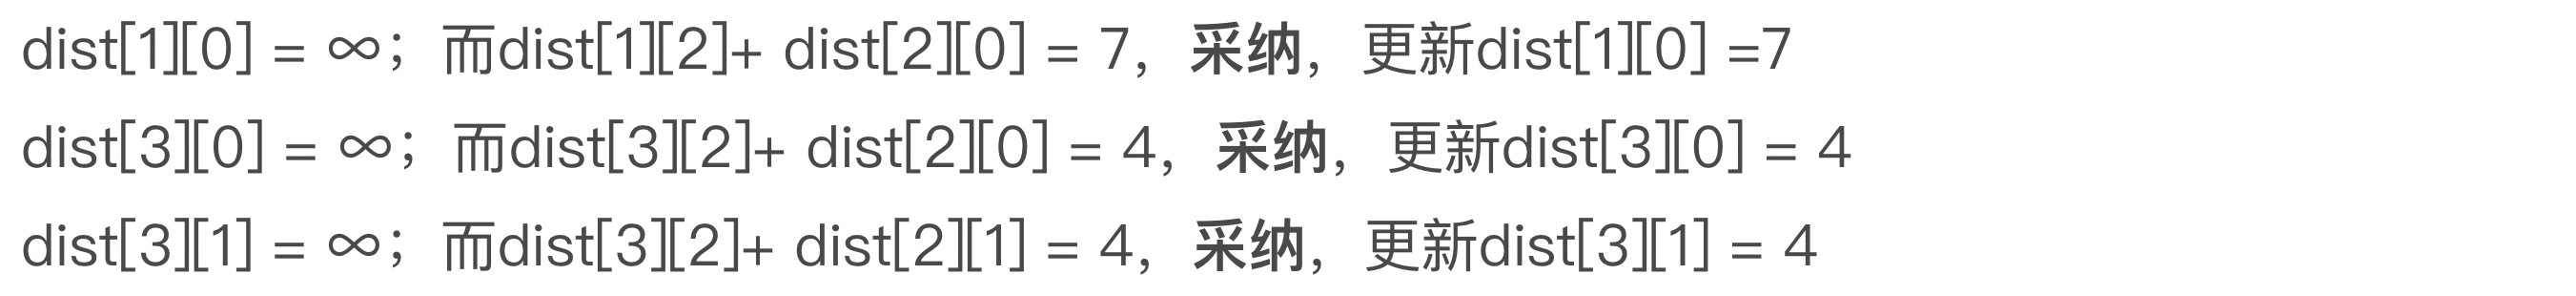 dist[1][0] = ∞；而dist[1][2]+ dist[2][0] = 7，采纳，更新dist[1][0] =7
dist[3][0] = ∞；而dist[3][2]+ dist[2][0] = 4，采纳，更新dist[3][0] = 4
dist[3][1] = ∞；而dist[3][2]+ dist[2][1] = 4，采纳，更新dist[3][1] = 4